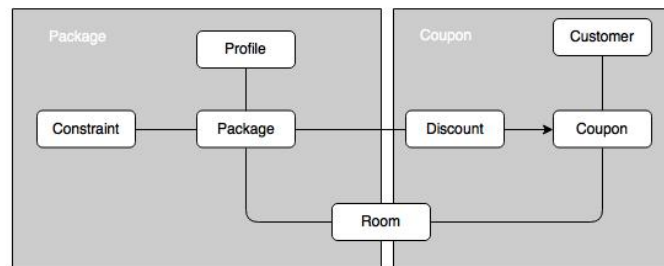 Package
Coupon
Profile
Customer
Constraint
Package
Discount
Coupon
Room